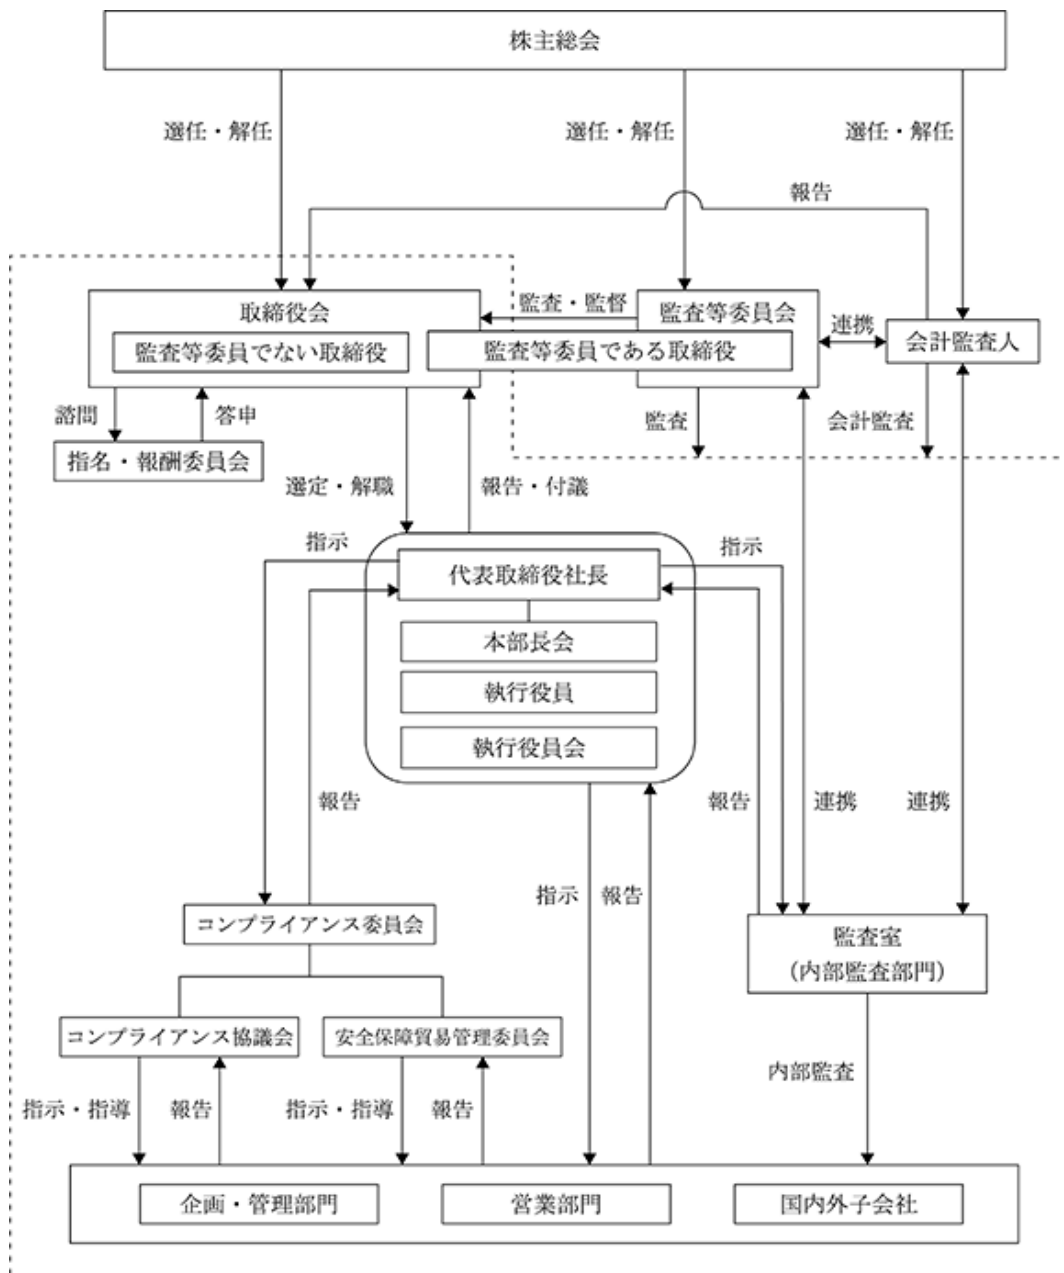 株主総会
選任・解任
選任・解任
選任・解任
報告
取締役会
監査・監督
監査等委員会
連携
会計監査人
監査等委員でない取締役
監査等委員である取締役
諮問
答申
監査
会計監査
指名・報酬委員会
選定・解職
報告・付議
指示
指示
代表取締役社長
本部長会
執行役員
執行役員会
報告
報告
連携
連携
指示
報告
コンプライアンス委員会
監査室
(内部監査部門)
コンプライアンス協議会
安全保障貿易管理委員会
内部監査
指示・指導
報告
指示・指導
報告
企画・管理部門
営業部門
国内外子会社